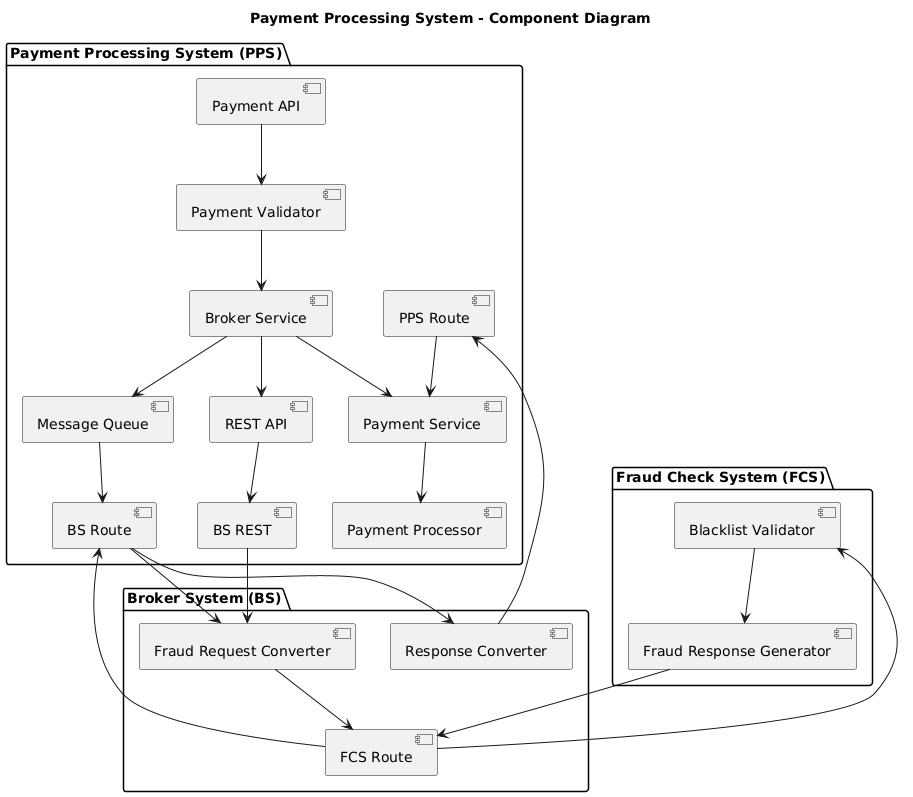 Payment Processing System - Component Diagram
Payment Processing System (PPS)
Payment API
Payment Validator
Broker Service
PPS Route
Message Queue
REST API
Payment Service
BS Route
BS REST
Payment Processor
Fraud Check System (FCS)
Blacklist Validator
Fraud Response Generator
Broker System (BS)
Fraud Request Converter
Response Converter
FCS Route